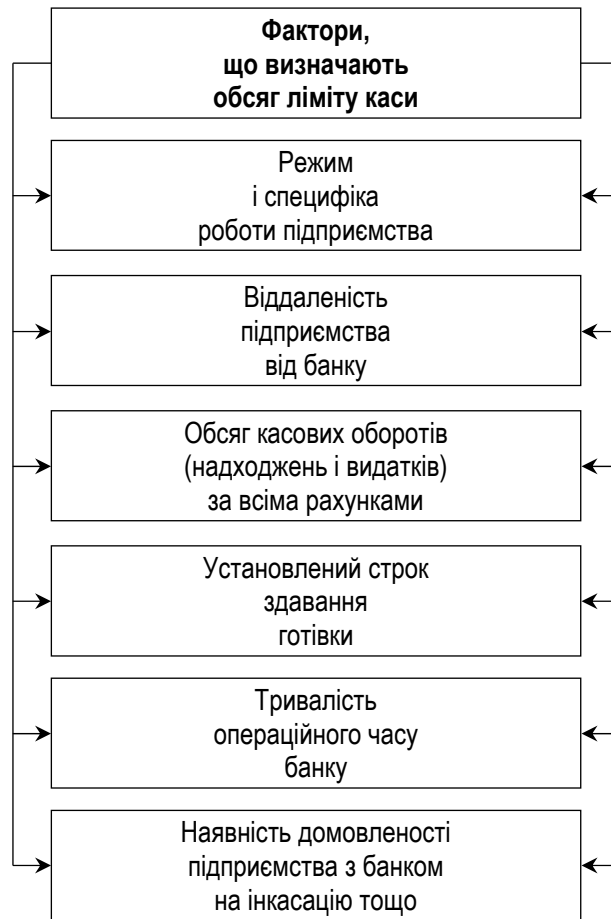 Фактори,
що визначають
обсяг ліміту каси
Режим
і специфіка
роботи підприємства
Віддаленість
підприємства
від банку
Обсяг касових оборотів
(надходжень і видатків)
за всіма рахунками
Установлений строк
здавання
готівки
Тривалість
операційного часу
банку
Наявність домовленості
підприємства з банком
на інкасацію тощо